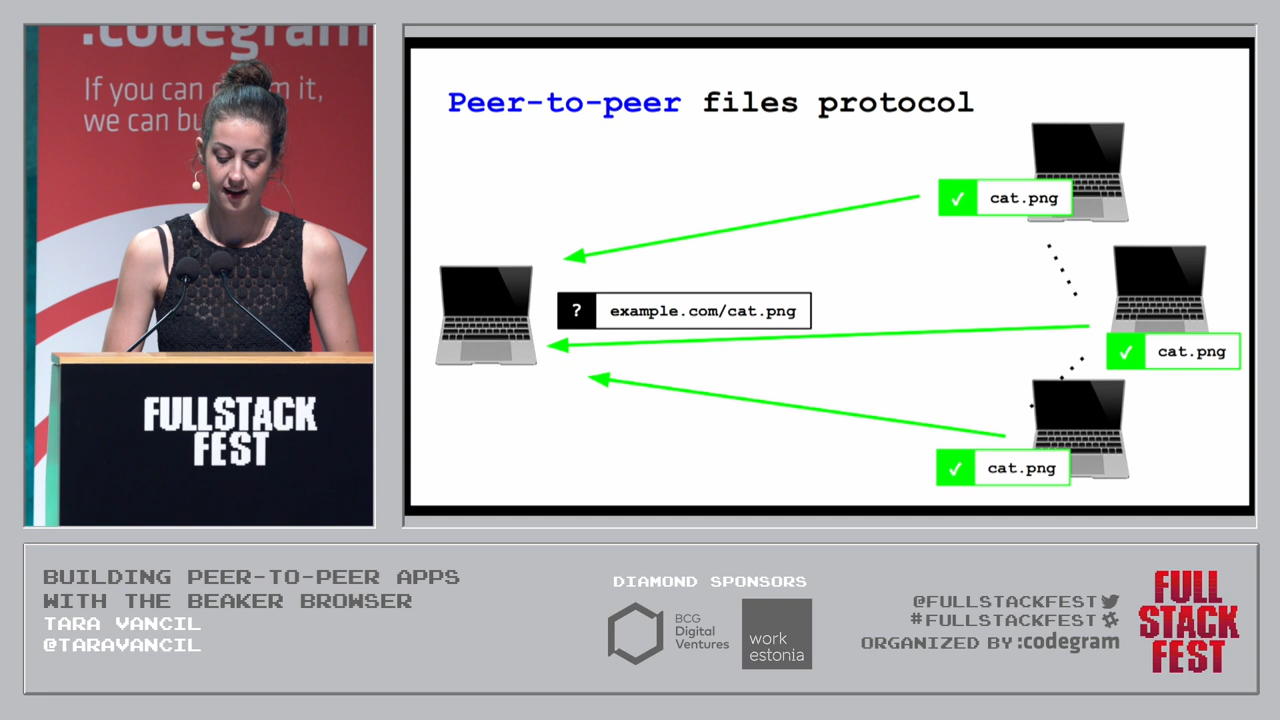 :codegram
If you can
m it,
we can bu
FULLSTACK
FEST
Peer-to-peer files protocol
cat.png
? example.com/cat.png
cat.png
cat.png
BUILDING PEER-TO-PEER APPS
WITH THE BEAKER BROWSER
TARA VANCIL
@TARAVANCIL
DIAMOND SPONSORS
BCG
Digital
Ventures
work
estonia
@FULLSTACKFEST
#FULLSTACKFEST
ORGANIZED BY :codegram
FULL
STACK
FEST